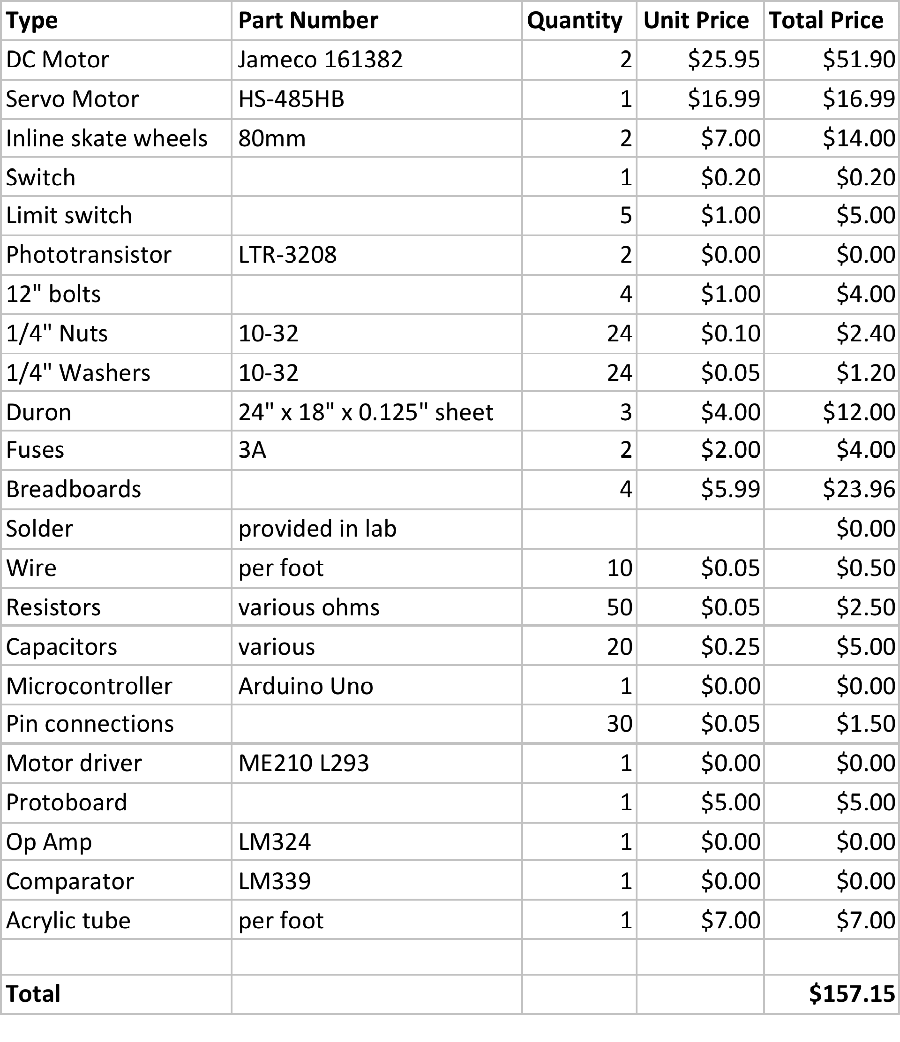 Type Part Number Quantity Unit Price Total Price
DC Motor Jameco 161382 2 $25.95 $51.90
Servo Motor HS-485HB 1 $16.99 $16.99
Inline skate wheels 80mm 2 $7.00 $14.00
Switch 1 $0.20 $0.20
Limit switch 5 $1.00 $5.00
Phototransistor LTR-3208 2 $0.00 $0.00
12" bolts 4 $1.00 $4.00
1/4" Nuts 10-32 24 $0.10 $2.40
1/4" Washers 10-32 24 $0.05 $1.20
Duron 24" x 18" x 0.125" sheet 3 $4.00 $12.00
Fuses 3A 2 $2.00 $4.00
Breadboards 4 $5.99 $23.96
Solder provided in lab $0.00
Wire per foot 10 $0.05 $0.50
Resistors various ohms 50 $0.05 $2.50
Capacitors various 20 $0.25 $5.00
Microcontroller Arduino Uno 1 $0.00 $0.00
Pin connections 30 $0.05 $1.50
Motor driver ME210 L293 1 $0.00 $0.00
Protoboard 1 $5.00 $5.00
Op Amp LM324 1 $0.00 $0.00
Comparator LM339 1 $0.00 $0.00
Acrylic tube per foot 1 $7.00 $7.00
Total $157.15